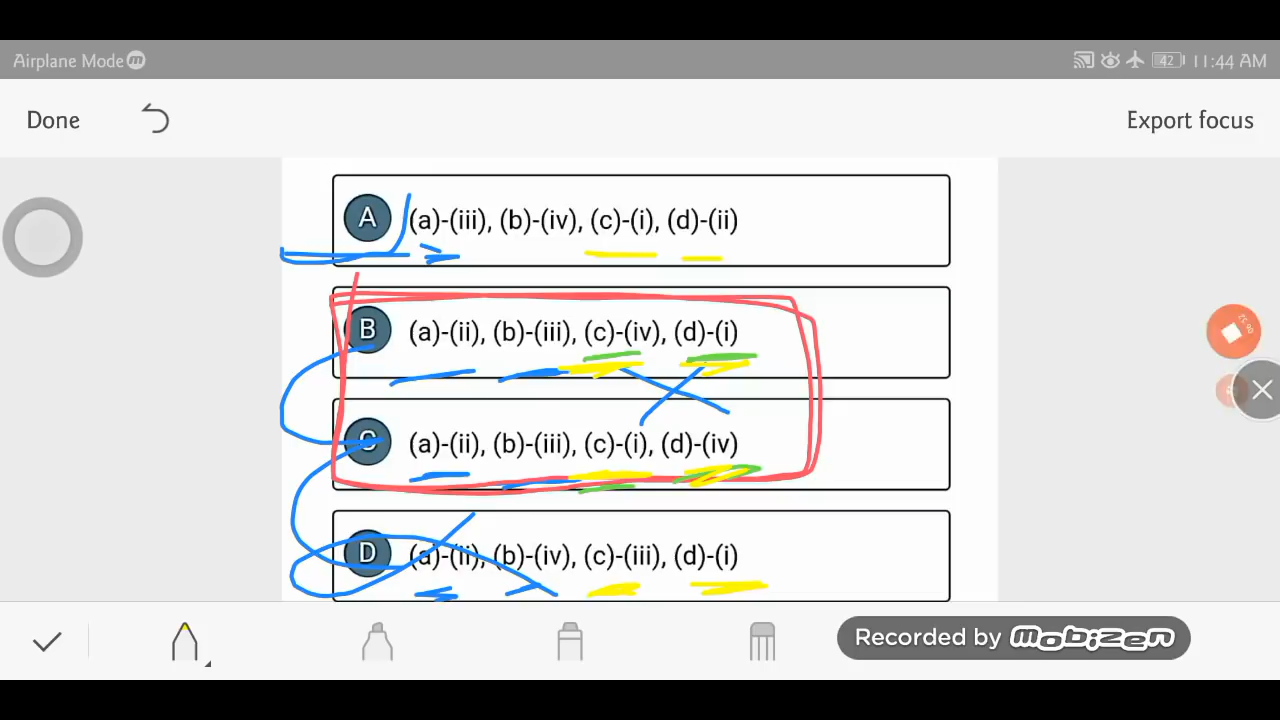 Airplane Mode m 42 11:44 AM
Done Export focus
A (a)-(iii), (b)-(iv), (c)-(i), (d)-(ii)
B (a)-(ii), (b)-(iii), (c)-(iv), (d)-(i)
C (a)-(ii), (b)-(iii), (c)-(i), (d)-(iv)
D (a)-(ii), (b)-(iv), (c)-(iii), (d)-(i)
Recorded by mobizen